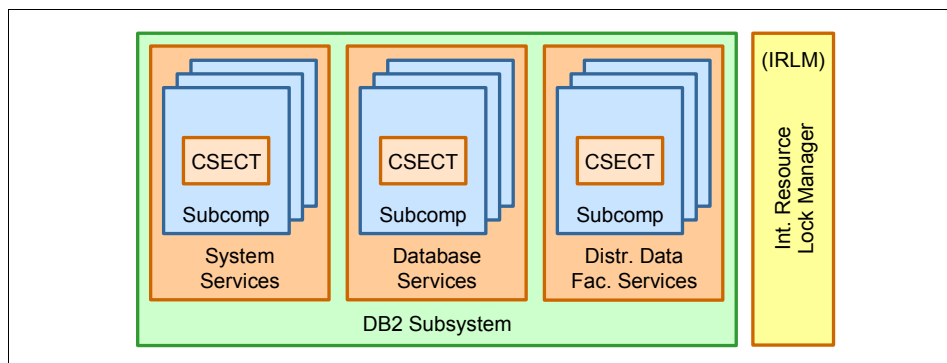 CSECT
Subcomp
System
Services
CSECT
Subcomp
Database
Services
CSECT
Subcomp
Distr. Data
Fac. Services
DB2 Subsystem
(IRLM)
Int. Resource
Lock Manager